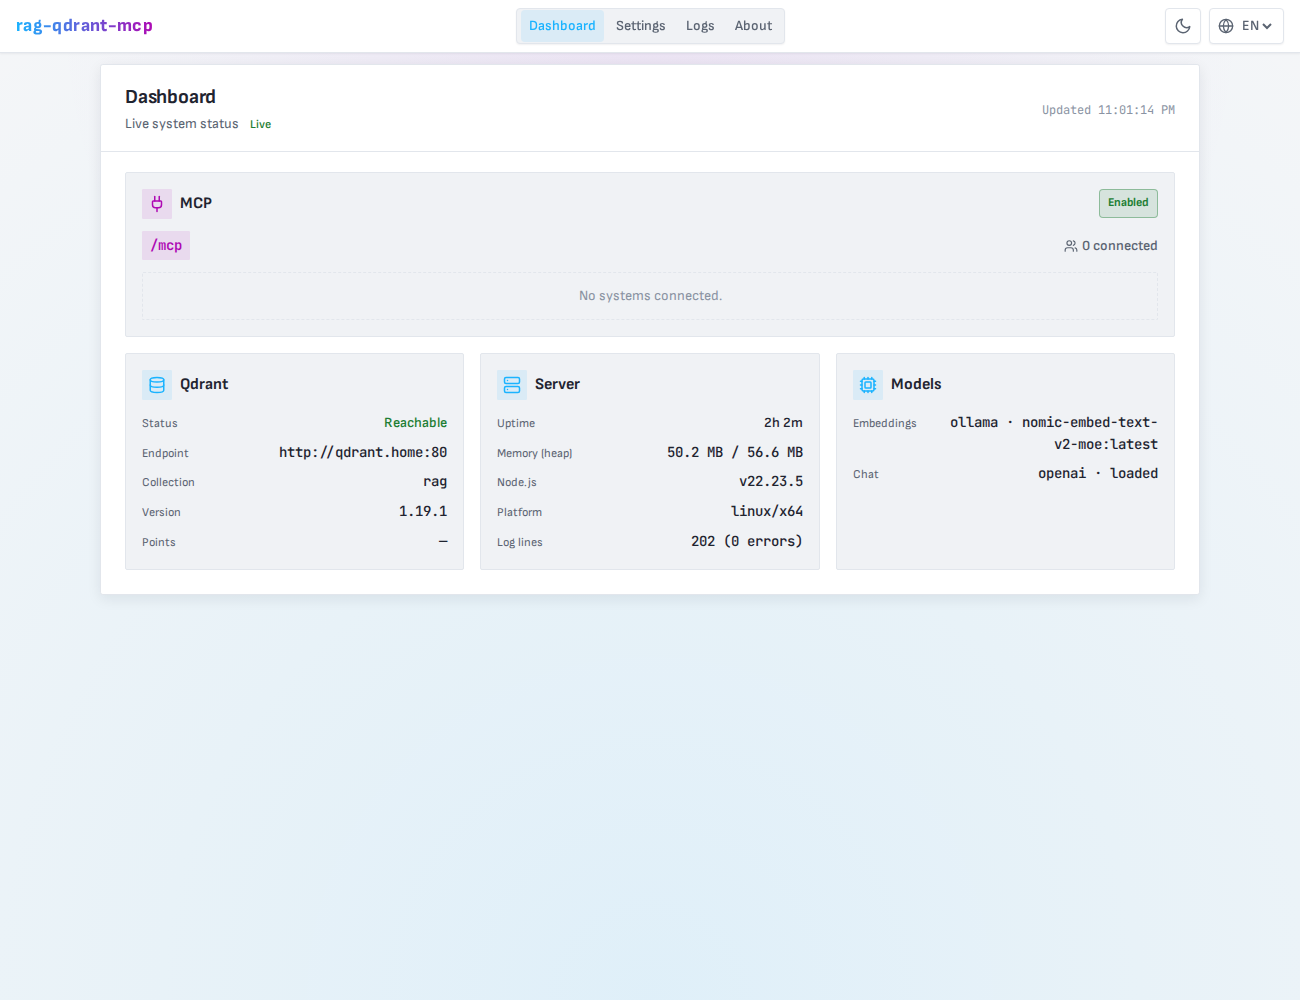 rag-qdrant-mcp
Dashboard Settings Logs About
EN
Dashboard
Live system status Live
Updated 11:01:14 PM
MCP
Enabled
/mcp
0 connected
No systems connected.
Qdrant
Status Reachable
Endpoint http://qdrant.home:80
Collection rag
Version 1.19.1
Points —
Server
Uptime 2h 2m
Memory (heap) 50.2 MB / 56.6 MB
Node.js v22.23.5
Platform linux/x64
Log lines 202 (0 errors)
Models
Embeddings ollama · nomic-embed-text-
v2-moe:latest
Chat openai · loaded